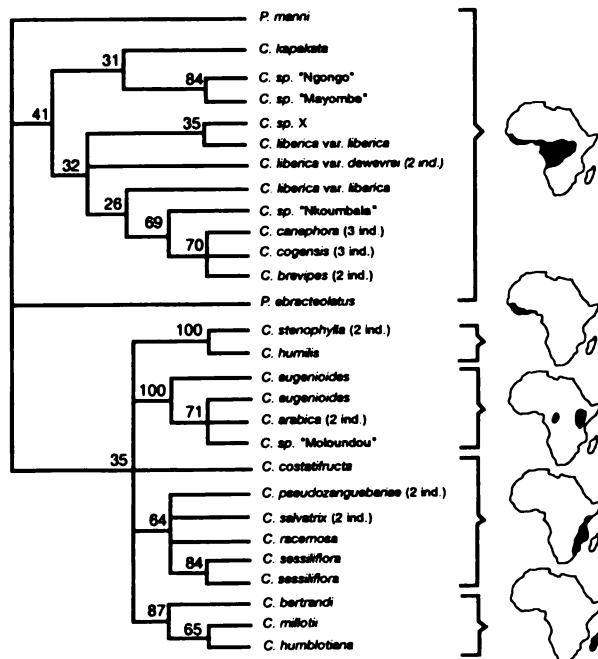 P. manni
C. kapakata
31
C. sp. "Ngongo"
84
C. sp. "Mayombe"
41
C. sp. X
35
C. liberica var. liberica
32
C. liberica var. dewevrei (2 ind.)
C. liberica var. liberica
26
C. sp. "Nkoumbala"
69
C. canephora (3 ind.)
70
C. cogensis (3 ind.)
C. brevipes (2 ind.)
P. ebracteolatus
C. stenophylla (2 ind.)
100
C. humilis
C. eugenioides
100
C. eugenioides
71
C. arabica (2 ind.)
C. sp. "Moloundou"
35
C. costatifructa
C. pseudozanguebariae (2 ind.)
64
C. salvatrix (2 ind.)
C. racemosa
84
C. sessiliflora
C. sessiliflora
C. bertrandi
87
C. millotii
65
C. humblotiana